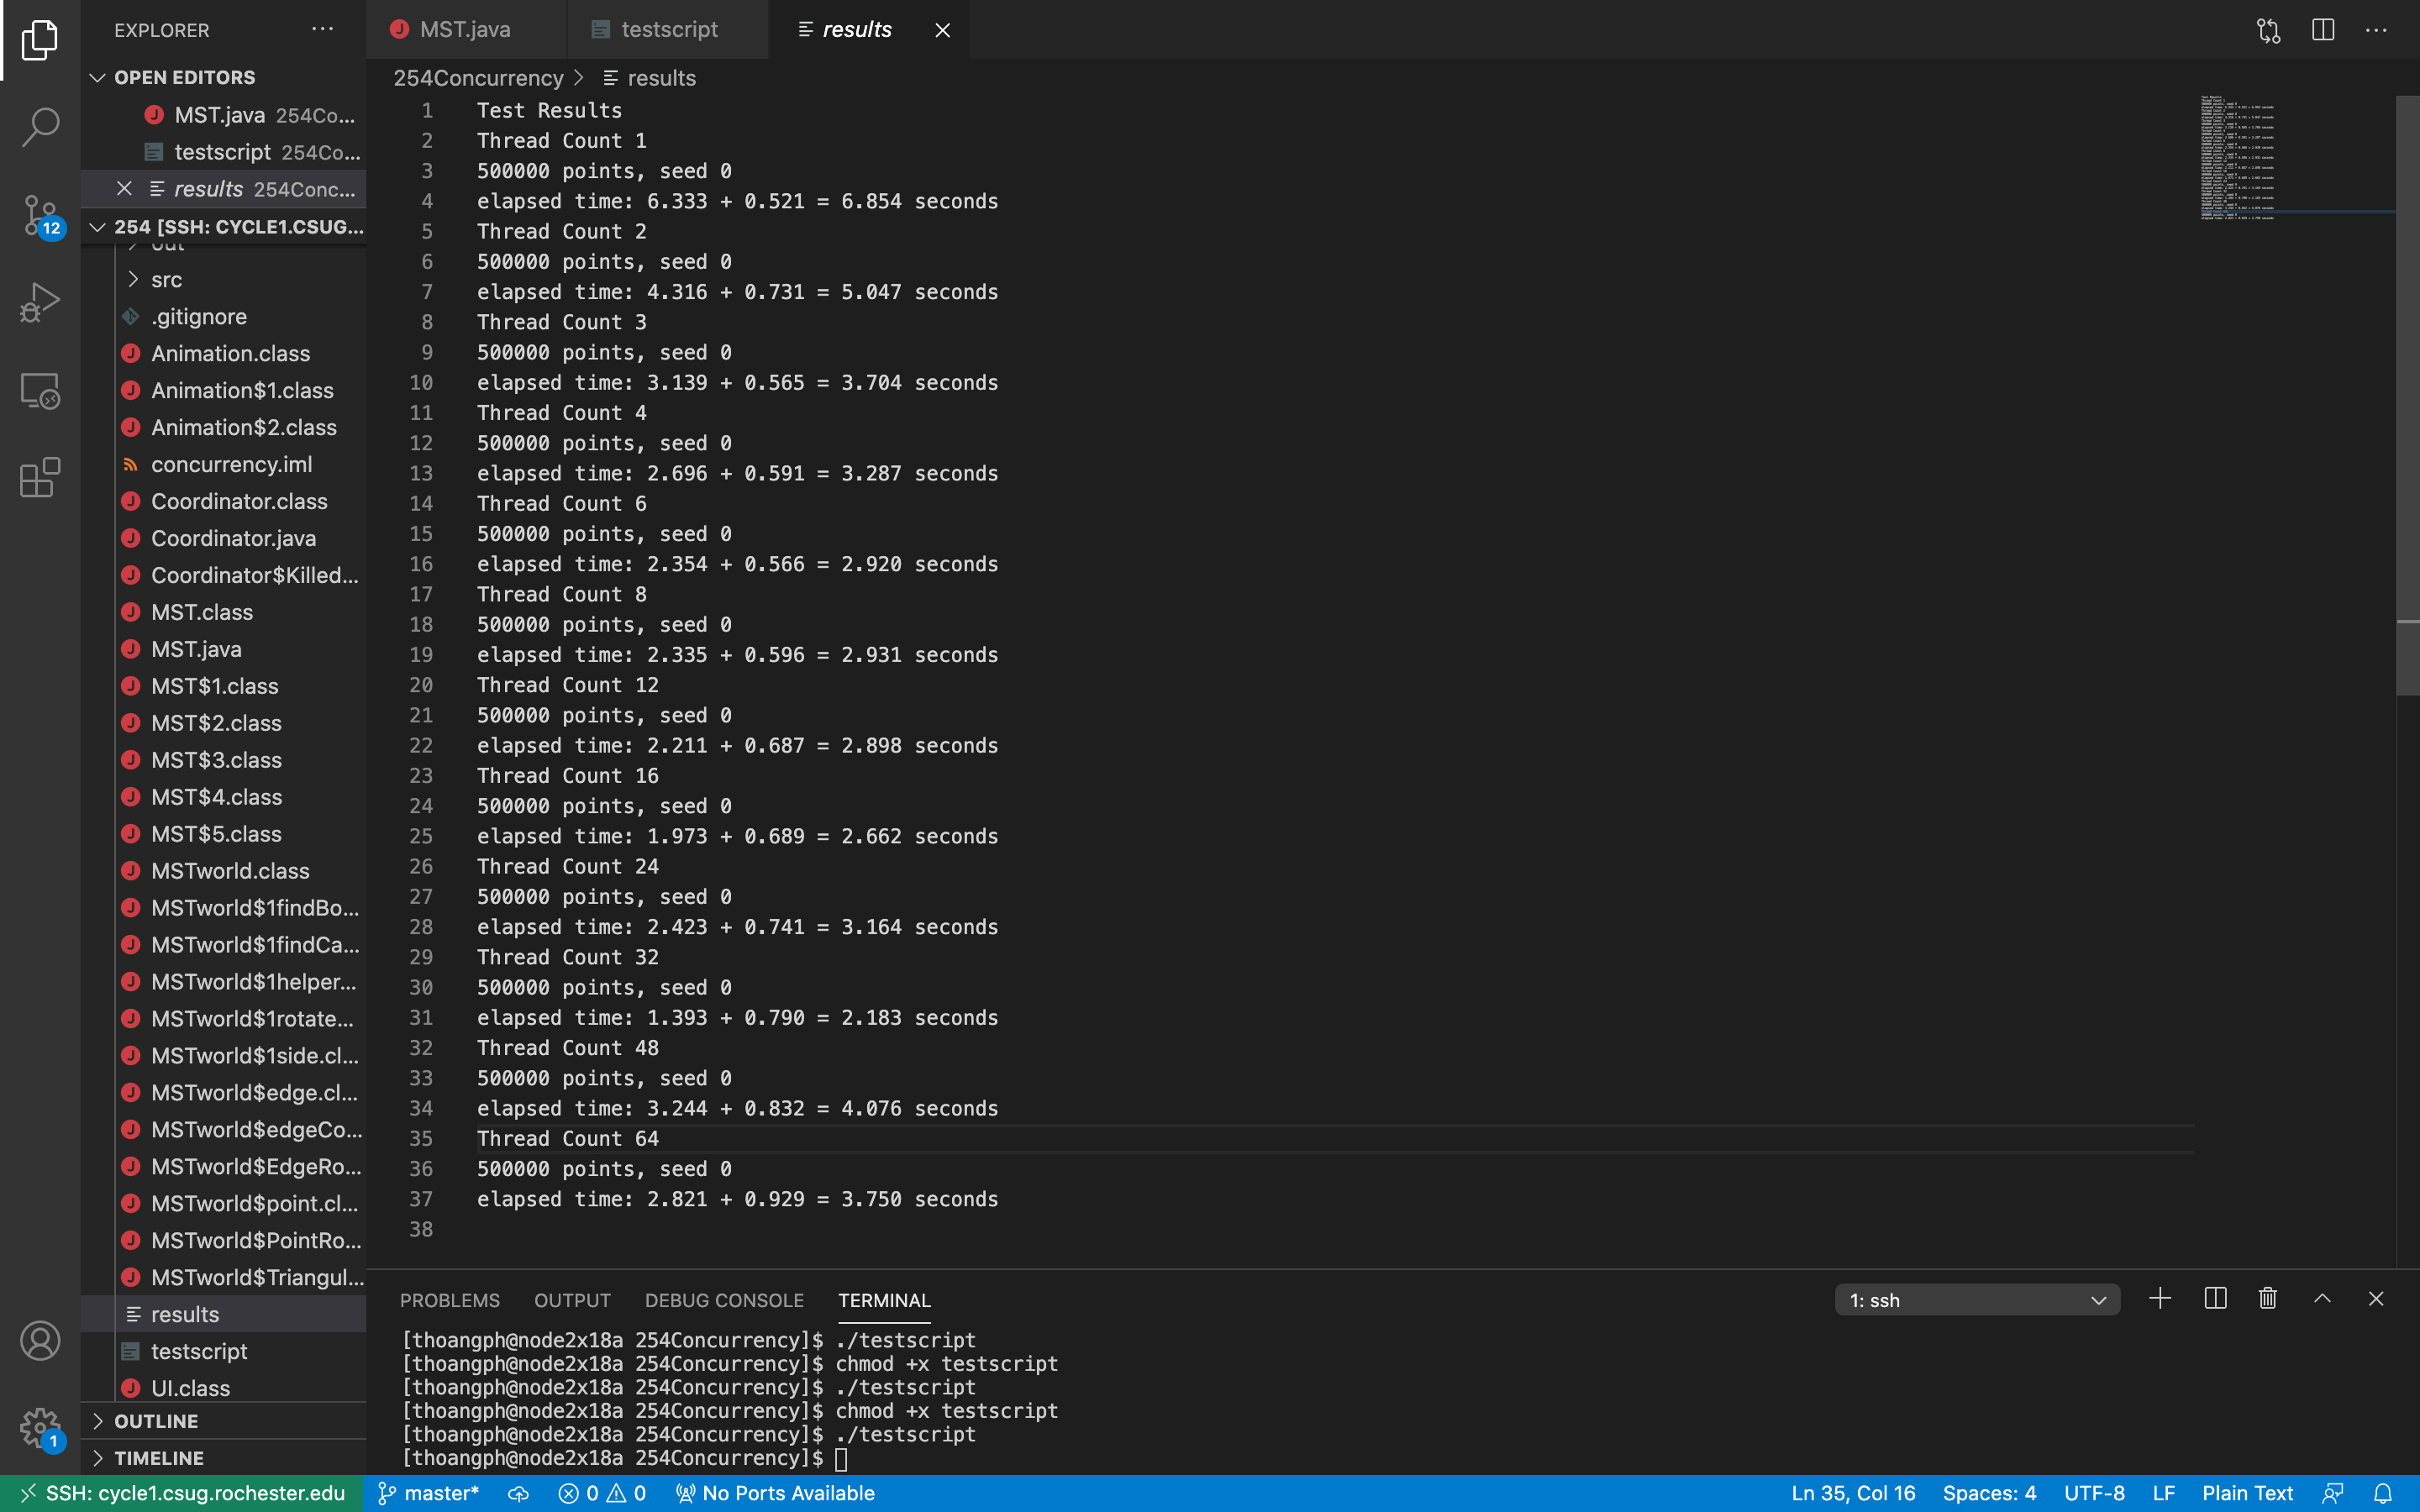 EXPLORER
OPEN EDITORS
MST.java 254Co...
testscript 254Co...
results 254Conc...
254 [SSH: CYCLE1.CSUG...
out
src
.gitignore
Animation.class
Animation$1.class
Animation$2.class
concurrency.iml
Coordinator.class
Coordinator.java
Coordinator$Killed...
MST.class
MST.java
MST$1.class
MST$2.class
MST$3.class
MST$4.class
MST$5.class
MSTworld.class
MSTworld$1findBo...
MSTworld$1findCa...
MSTworld$1helper...
MSTworld$1rotate...
MSTworld$1side.cl...
MSTworld$edge.cl...
MSTworld$edgeCo...
MSTworld$EdgeRo...
MSTworld$point.cl...
MSTworld$PointRo...
MSTworld$Triangul...
results
testscript
UI.class
OUTLINE
TIMELINE
12
1
MST.java testscript results
254Concurrency > results
1 Test Results
2 Thread Count 1
3 500000 points, seed 0
4 elapsed time: 6.333 + 0.521 = 6.854 seconds
5 Thread Count 2
6 500000 points, seed 0
7 elapsed time: 4.316 + 0.731 = 5.047 seconds
8 Thread Count 3
9 500000 points, seed 0
10 elapsed time: 3.139 + 0.565 = 3.704 seconds
11 Thread Count 4
12 500000 points, seed 0
13 elapsed time: 2.696 + 0.591 = 3.287 seconds
14 Thread Count 6
15 500000 points, seed 0
16 elapsed time: 2.354 + 0.566 = 2.920 seconds
17 Thread Count 8
18 500000 points, seed 0
19 elapsed time: 2.335 + 0.596 = 2.931 seconds
20 Thread Count 12
21 500000 points, seed 0
22 elapsed time: 2.211 + 0.687 = 2.898 seconds
23 Thread Count 16
24 500000 points, seed 0
25 elapsed time: 1.973 + 0.689 = 2.662 seconds
26 Thread Count 24
27 500000 points, seed 0
28 elapsed time: 2.423 + 0.741 = 3.164 seconds
29 Thread Count 32
30 500000 points, seed 0
31 elapsed time: 1.393 + 0.790 = 2.183 seconds
32 Thread Count 48
33 500000 points, seed 0
34 elapsed time: 3.244 + 0.832 = 4.076 seconds
35 Thread Count 64
36 500000 points, seed 0
37 elapsed time: 2.821 + 0.929 = 3.750 seconds
38
PROBLEMS OUTPUT DEBUG CONSOLE TERMINAL
1: ssh
[thoangph@node2x18a 254Concurrency]$ ./testscript
[thoangph@node2x18a 254Concurrency]$ chmod +x testscript
[thoangph@node2x18a 254Concurrency]$ ./testscript
[thoangph@node2x18a 254Concurrency]$ chmod +x testscript
[thoangph@node2x18a 254Concurrency]$ ./testscript
[thoangph@node2x18a 254Concurrency]$
SSH: cycle1.csug.rochester.edu master* 0 0 No Ports Available Ln 35, Col 16 Spaces: 4 UTF-8 LF Plain Text